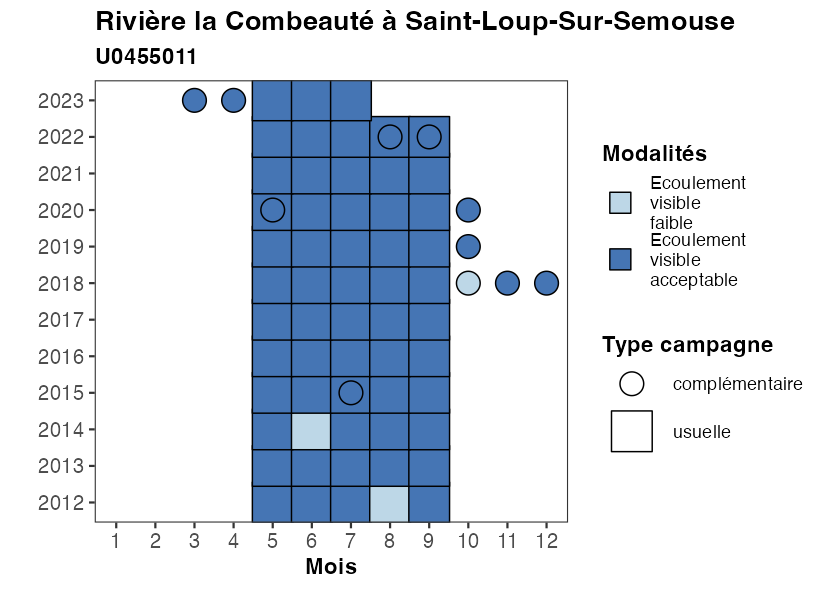 Rivière la Combeauté à Saint-Loup-Sur-Semouse
U0455011
2023
2022
2021
2020
2019
2018
2017
2016
2015
2014
2013
2012
1 2 3 4 5 6 7 8 9 10 11 12
Mois
Modalités
Ecoulement
visible
faible
Ecoulement
visible
acceptable
Type campagne
complémentaire
usuelle